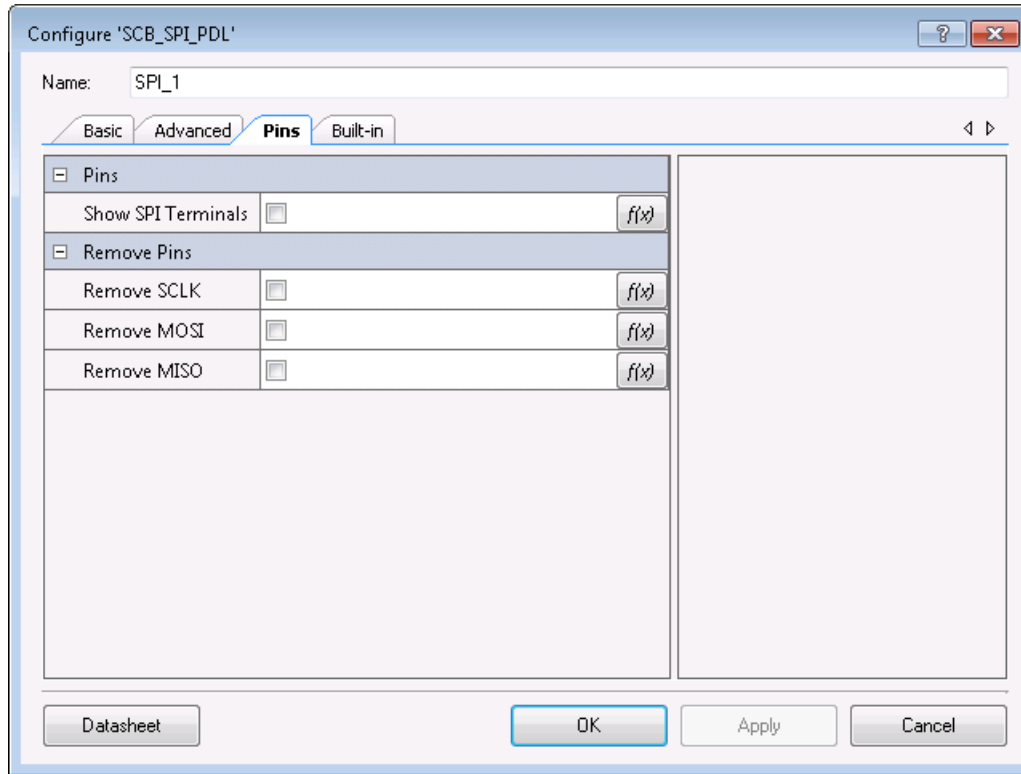 Configure 'SCB_SPI_PDL'
Name: SPI_1
Basic Advanced Pins Built-in
Pins
Show SPI Terminals f(x)
Remove Pins
Remove SCLK f(x)
Remove MOSI f(x)
Remove MISO f(x)
Datasheet OK Apply Cancel